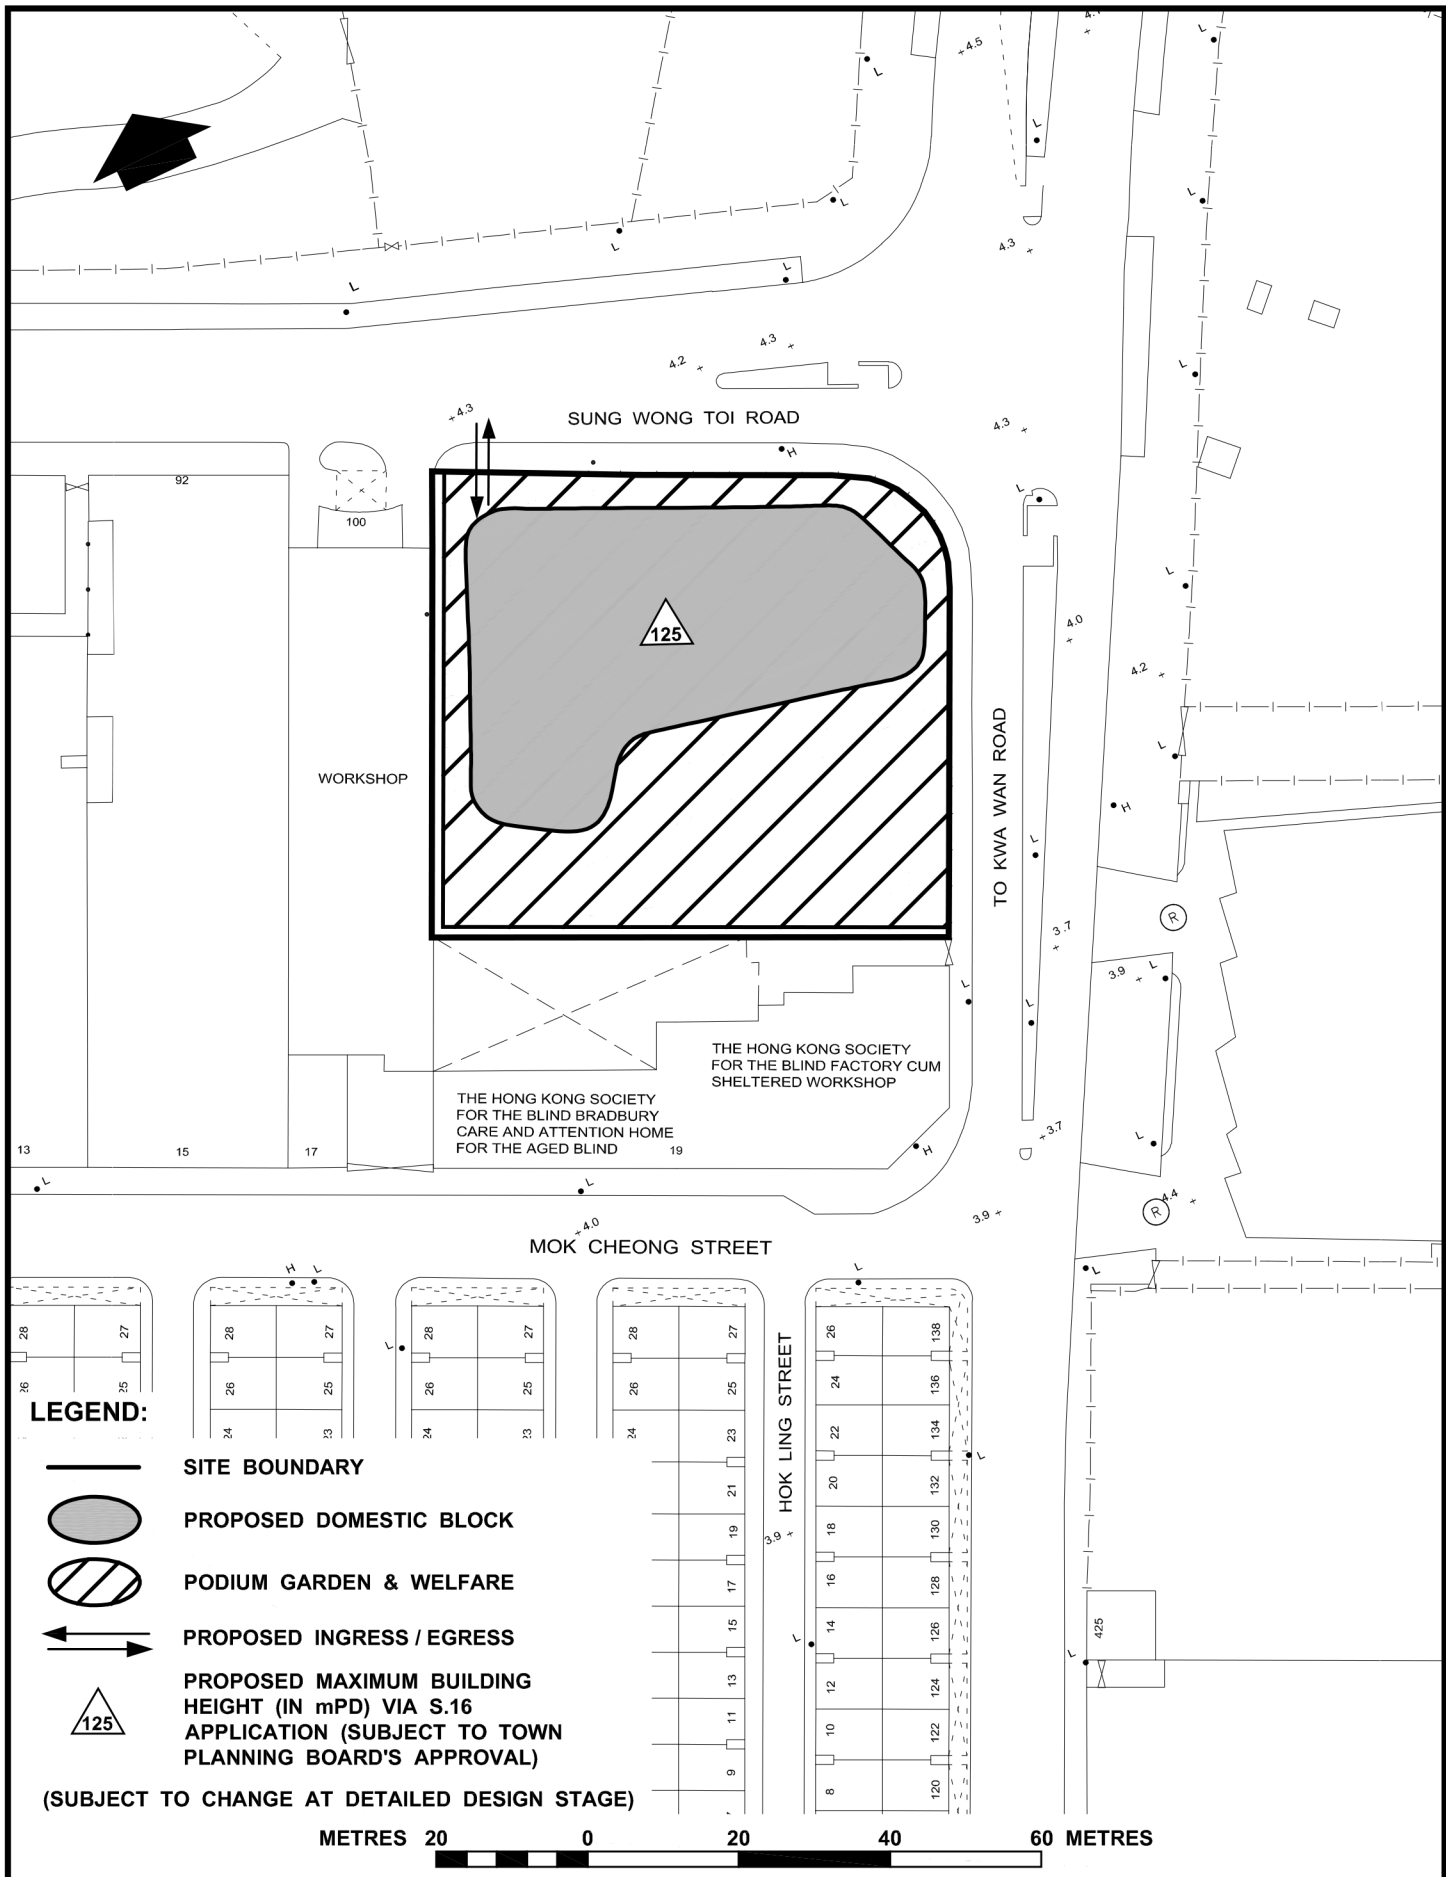 4.5
L
L
L
L
L
4.3
L
L
L
L
4.3
4.2
L
4.3
SUNG WONG TOI ROAD
4.3
H
92
L
100
L
4.0
125
4.2
WORKSHOP
TO KWA WAN ROAD
L
H
L
R
3.7
3.9
L
L
L
THE HONG KONG SOCIETY
FOR THE BLIND FACTORY CUM
SHELTERED WORKSHOP
THE HONG KONG SOCIETY
FOR THE BLIND BRADBURY
CARE AND ATTENTION HOME
FOR THE AGED BLIND
19
13
15
17
H
3.7
L
L
L
4.4
R
3.9
4.0
MOK CHEONG STREET
H
L
L
L
28
27
28
27
28
27
28
27
26
138
L
26
25
26
25
26
25
26
25
24
136
LEGEND:
24
23
24
23
24
23
22
134
L
HOK LING STREET
SITE BOUNDARY
21
20
132
PROPOSED DOMESTIC BLOCK
19
3.9
18
130
PODIUM GARDEN & WELFARE
17
16
128
PROPOSED INGRESS / EGRESS
15
14
126
L
425
L
125
PROPOSED MAXIMUM BUILDING
HEIGHT (IN mPD) VIA S.16
APPLICATION (SUBJECT TO TOWN
PLANNING BOARD'S APPROVAL)
13
12
124
11
10
122
9
8
120
(SUBJECT TO CHANGE AT DETAILED DESIGN STAGE)
METRES 20 0 20 40 60 METRES